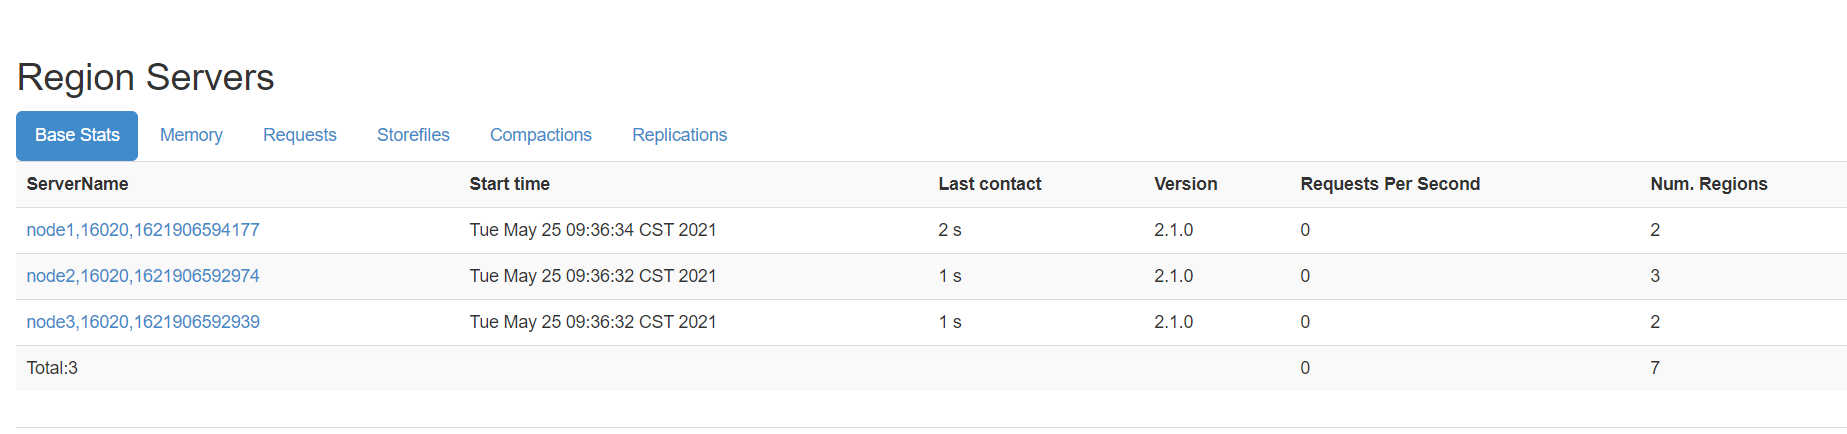 Region Servers
Base Stats Memory Requests Storefiles Compactions Replications
ServerName Start time Last contact Version Requests Per Second Num. Regions
node1,16020,1621906594177 Tue May 25 09:36:34 CST 2021 2 s 2.1.0 0 2
node2,16020,1621906592974 Tue May 25 09:36:32 CST 2021 1 s 2.1.0 0 3
node3,16020,1621906592939 Tue May 25 09:36:32 CST 2021 1 s 2.1.0 0 2
Total:3 0 7